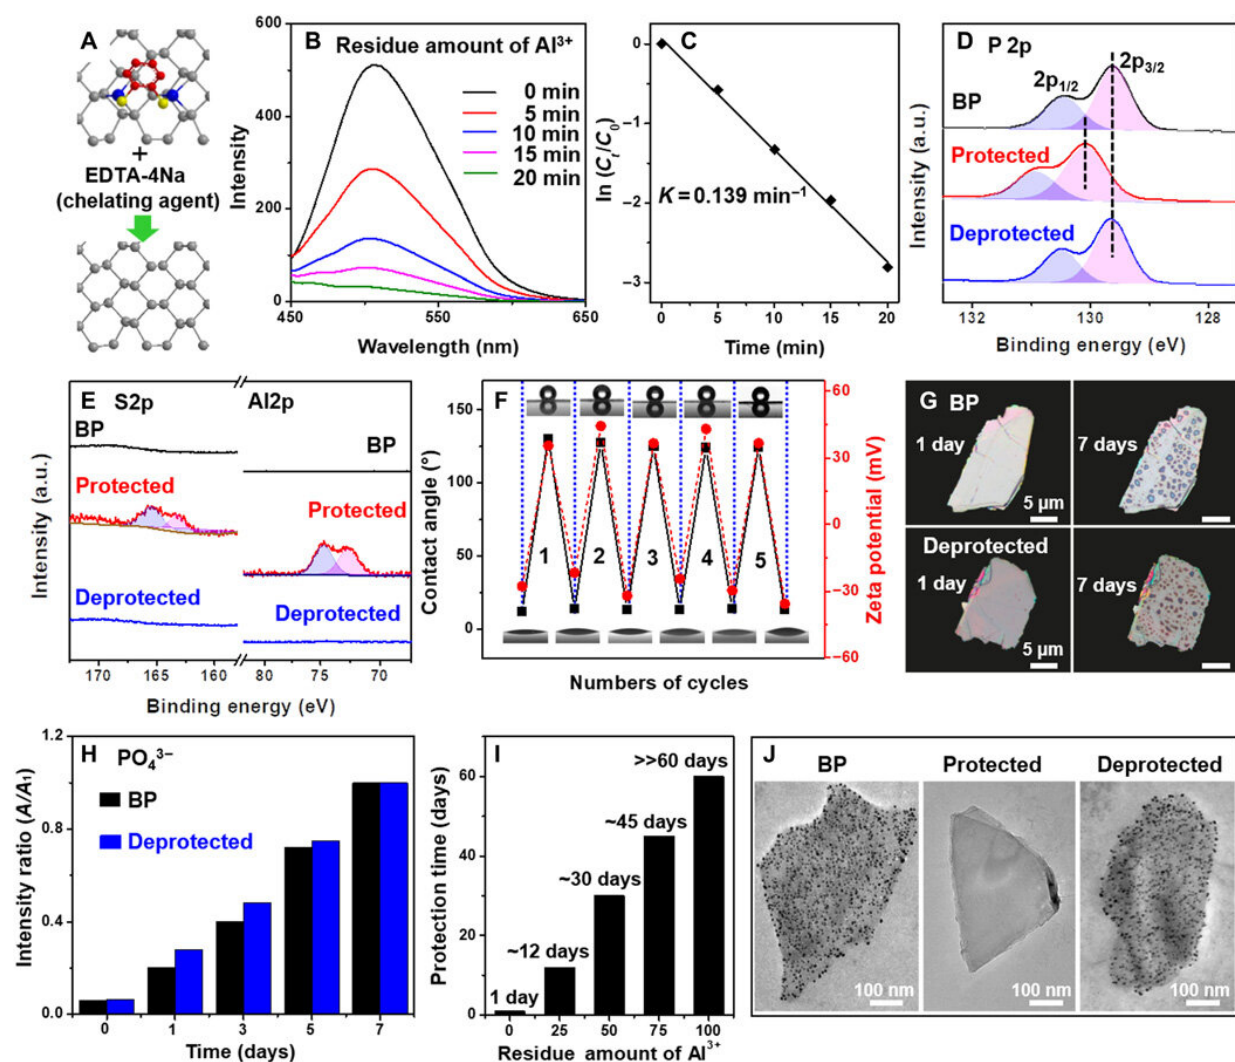 A
+
EDTA-4Na
(chelating agent)
B
Residue amount of Al³⁺
0 min
5 min
10 min
15 min
20 min
600
400
200
0
Intensity
450
550
650
Wavelength (nm)
C
0
−1
−2
−3
ln (Cₜ/C₀)
K = 0.139 min⁻¹
0
5
10
15
20
Time (min)
D
P 2p
2p₁/₂
2p₃/₂
BP
Protected
Deprotected
Intensity (a.u.)
132
130
128
Binding energy (eV)
E
S2p
Al2p
BP
BP
Protected
Protected
Deprotected
Deprotected
Intensity (a.u.)
170
165
160
80
75
70
Binding energy (eV)
F
150
100
50
0
Contact angle (°)
1
2
3
4
5
60
30
0
−30
−60
Zeta potential (mV)
Numbers of cycles
G
BP
1 day
5 µm
7 days
Deprotected
1 day
5 µm
7 days
H
PO₄³⁻
BP
Deprotected
1.2
0.8
0.4
0.0
Intensity ratio (A/A₁)
0
1
3
5
7
Time (days)
I
60
40
20
0
Protection time (days)
1 day
~12 days
~30 days
~45 days
>>60 days
0
25
50
75
100
Residue amount of Al³⁺
J
BP
Protected
Deprotected
100 nm
100 nm
100 nm